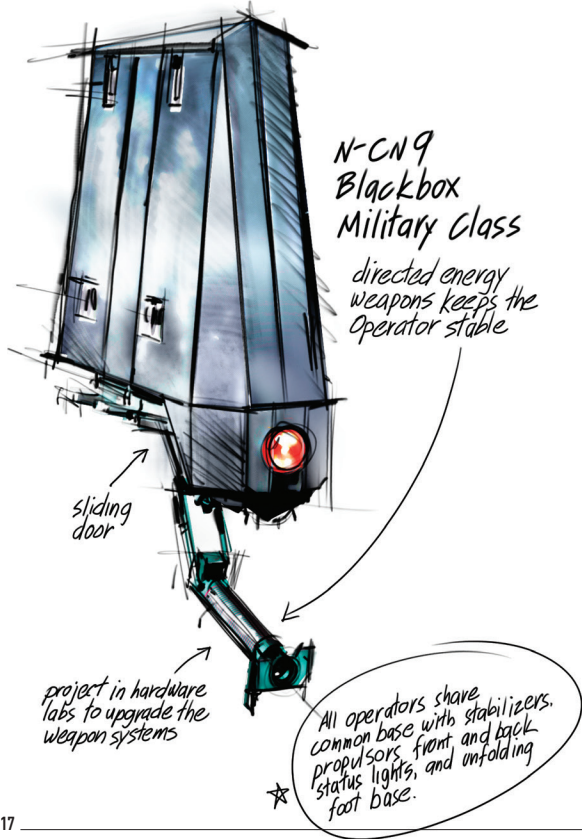 N-CN9
Blackbox
Military Class
directed energy
weapons keeps the
Operator stable
sliding
door
project in hardware
labs to upgrade the
weapon systems
All operators share
common base with stabilizers,
propulsors, front and back
status lights, and unfolding
foot base.
17